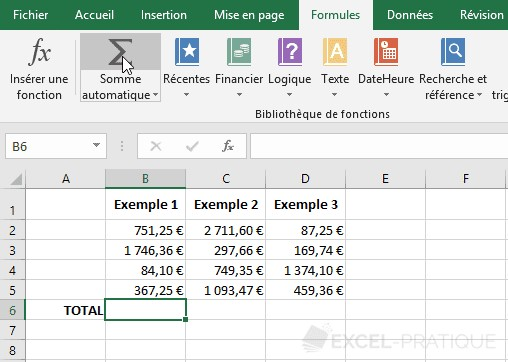 Fichier Accueil Insertion Mise en page Formules Données Révision
fx Σ
Insérer une Somme Récentes Financier Logique Texte DateHeure Recherche et
fonction automatique référence trig
Bibliothèque de fonctions
B6 fx
A B C D E F
1 Exemple 1 Exemple 2 Exemple 3
2 751,25 € 2 711,60 € 87,25 €
3 1 746,36 € 297,66 € 169,74 €
4 84,10 € 749,35 € 1 374,10 €
5 367,25 € 1 093,47 € 459,36 €
6 TOTAL
7
8
EXCEL-PRATIQUE